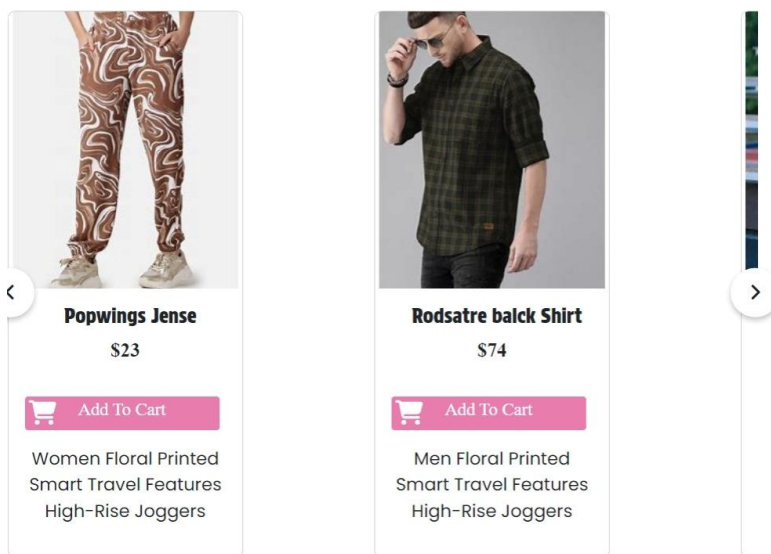 Popwings Jense
$23
Add To Cart
Women Floral Printed
Smart Travel Features
High-Rise Joggers
Rodsatre balck Shirt
$74
Add To Cart
Men Floral Printed
Smart Travel Features
High-Rise Joggers